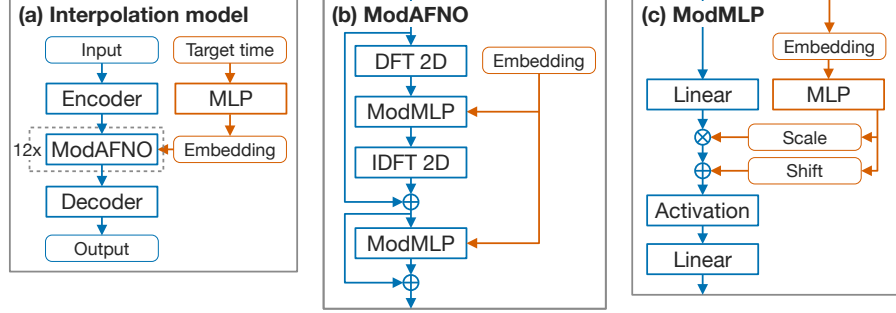 (a) Interpolation model
Input
Target time
Encoder
MLP
12x
ModAFNO
Embedding
Decoder
Output
(b) ModAFNO
DFT 2D
Embedding
ModMLP
IDFT 2D
ModMLP
(c) ModMLP
Embedding
Linear
MLP
Scale
Shift
Activation
Linear